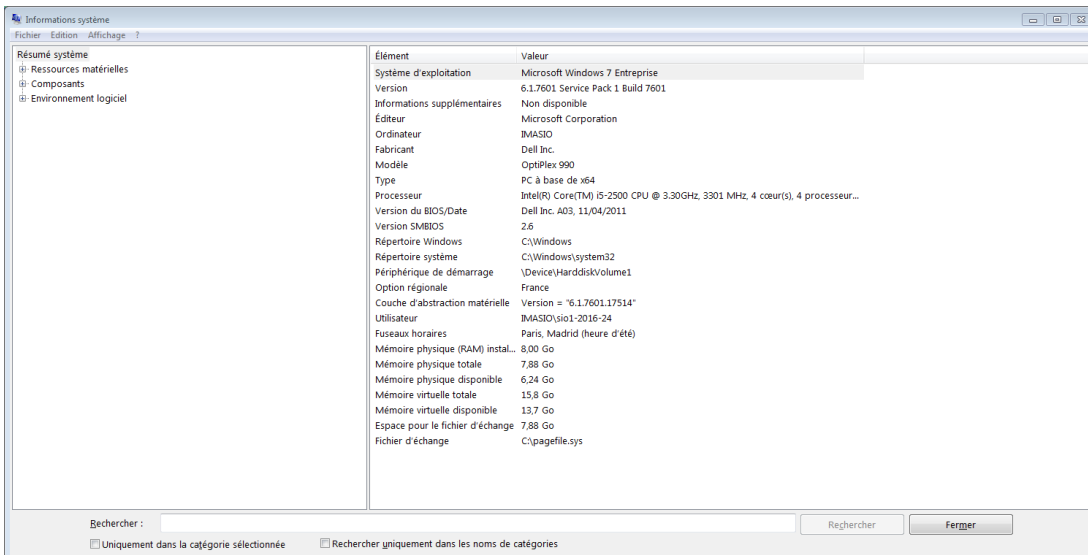 Informations système
Fichier Edition Affichage ?
Résumé système
Ressources matérielles
Composants
Environnement logiciel
Élément Valeur
Système d'exploitation Microsoft Windows 7 Entreprise
Version 6.1.7601 Service Pack 1 Build 7601
Informations supplémentaires Non disponible
Éditeur Microsoft Corporation
Ordinateur IMASIO
Fabricant Dell Inc.
Modèle OptiPlex 990
Type PC à base de x64
Processeur Intel(R) Core(TM) i5-2500 CPU @ 3.30GHz, 3301 MHz, 4 cœur(s), 4 processeur...
Version du BIOS/Date Dell Inc. A03, 11/04/2011
Version SMBIOS 2.6
Répertoire Windows C:\Windows
Répertoire système C:\Windows\system32
Périphérique de démarrage \Device\HarddiskVolume1
Option régionale France
Couche d'abstraction matérielle Version = "6.1.7601.17514"
Utilisateur IMASIO\sio1-2016-24
Fuseaux horaires Paris, Madrid (heure d'été)
Mémoire physique (RAM) instal... 8,00 Go
Mémoire physique totale 7,88 Go
Mémoire physique disponible 6,24 Go
Mémoire virtuelle totale 15,8 Go
Mémoire virtuelle disponible 13,7 Go
Espace pour le fichier d'échange 7,88 Go
Fichier d'échange C:\pagefile.sys
Rechercher : Rechercher Fermer
Uniquement dans la catégorie sélectionnée Rechercher uniquement dans les noms de catégories